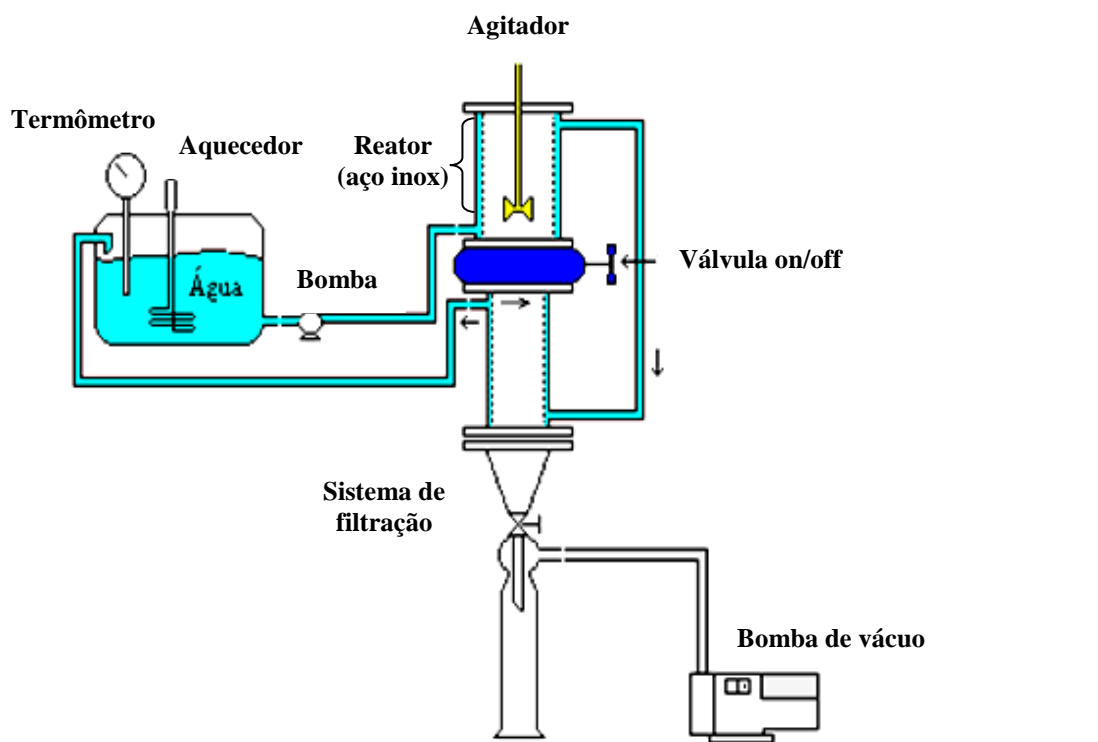 Agitador
Termômetro
Aquecedor
Reator
(aço inox)
Válvula on/off
Água
Bomba
Sistema de
filtração
Bomba de vácuo